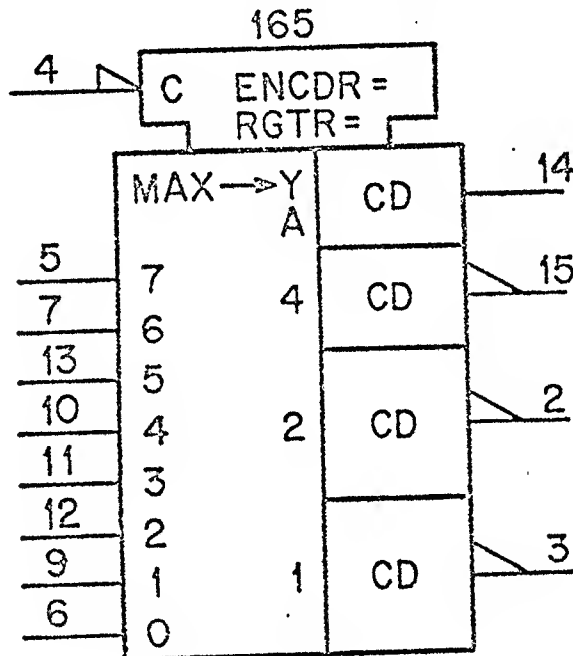 165
4 C ENCDR=
RGTR=
MAX→Y CD 14
A
5 7 4 CD 15
7 6
13 5
10 4 2 CD 2
11 3
12 2
9 1 1 CD 3
6 0